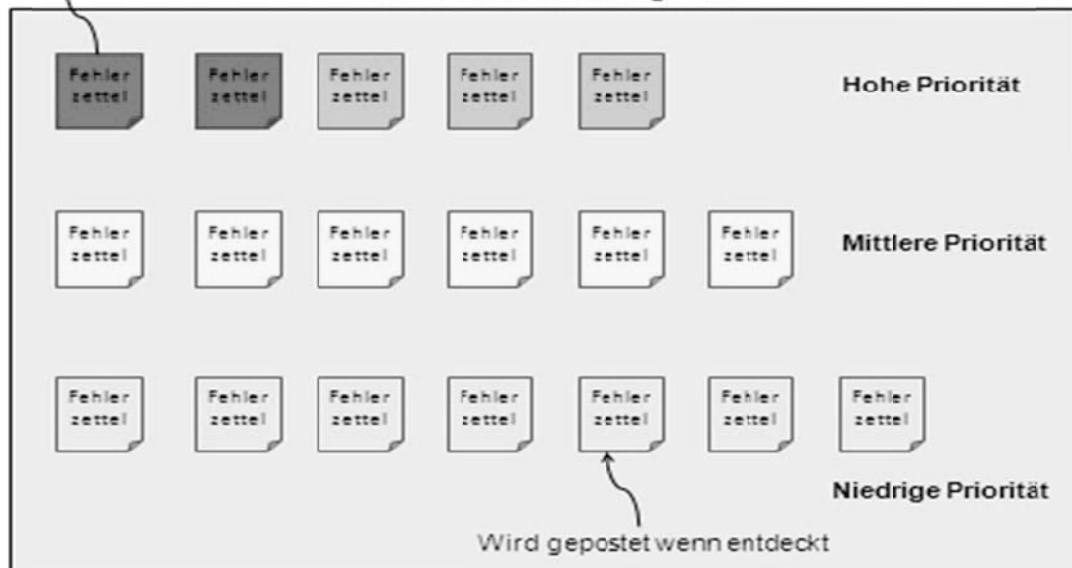 Fehler Fehler Fehler Fehler Fehler
zettel zettel zettel zettel zettel
Hohe Priorität
Fehler Fehler Fehler Fehler Fehler Fehler
zettel zettel zettel zettel zettel zettel
Mittlere Priorität
Fehler Fehler Fehler Fehler Fehler Fehler Fehler
zettel zettel zettel zettel zettel zettel zettel
Niedrige Priorität
Wird gepostet wenn entdeckt